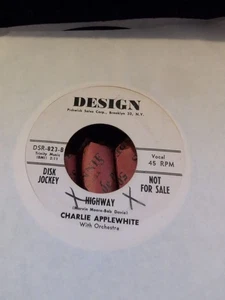 DESIGN
Pickwick Sales Corp., Brooklyn 32, N.Y.
DSR-823-B
Vocal
45 RPM
DISK
JOCKEY
NOT
FOR SALE
HIGHWAY
CHARLIE APPLEWHITE
With Orchestra